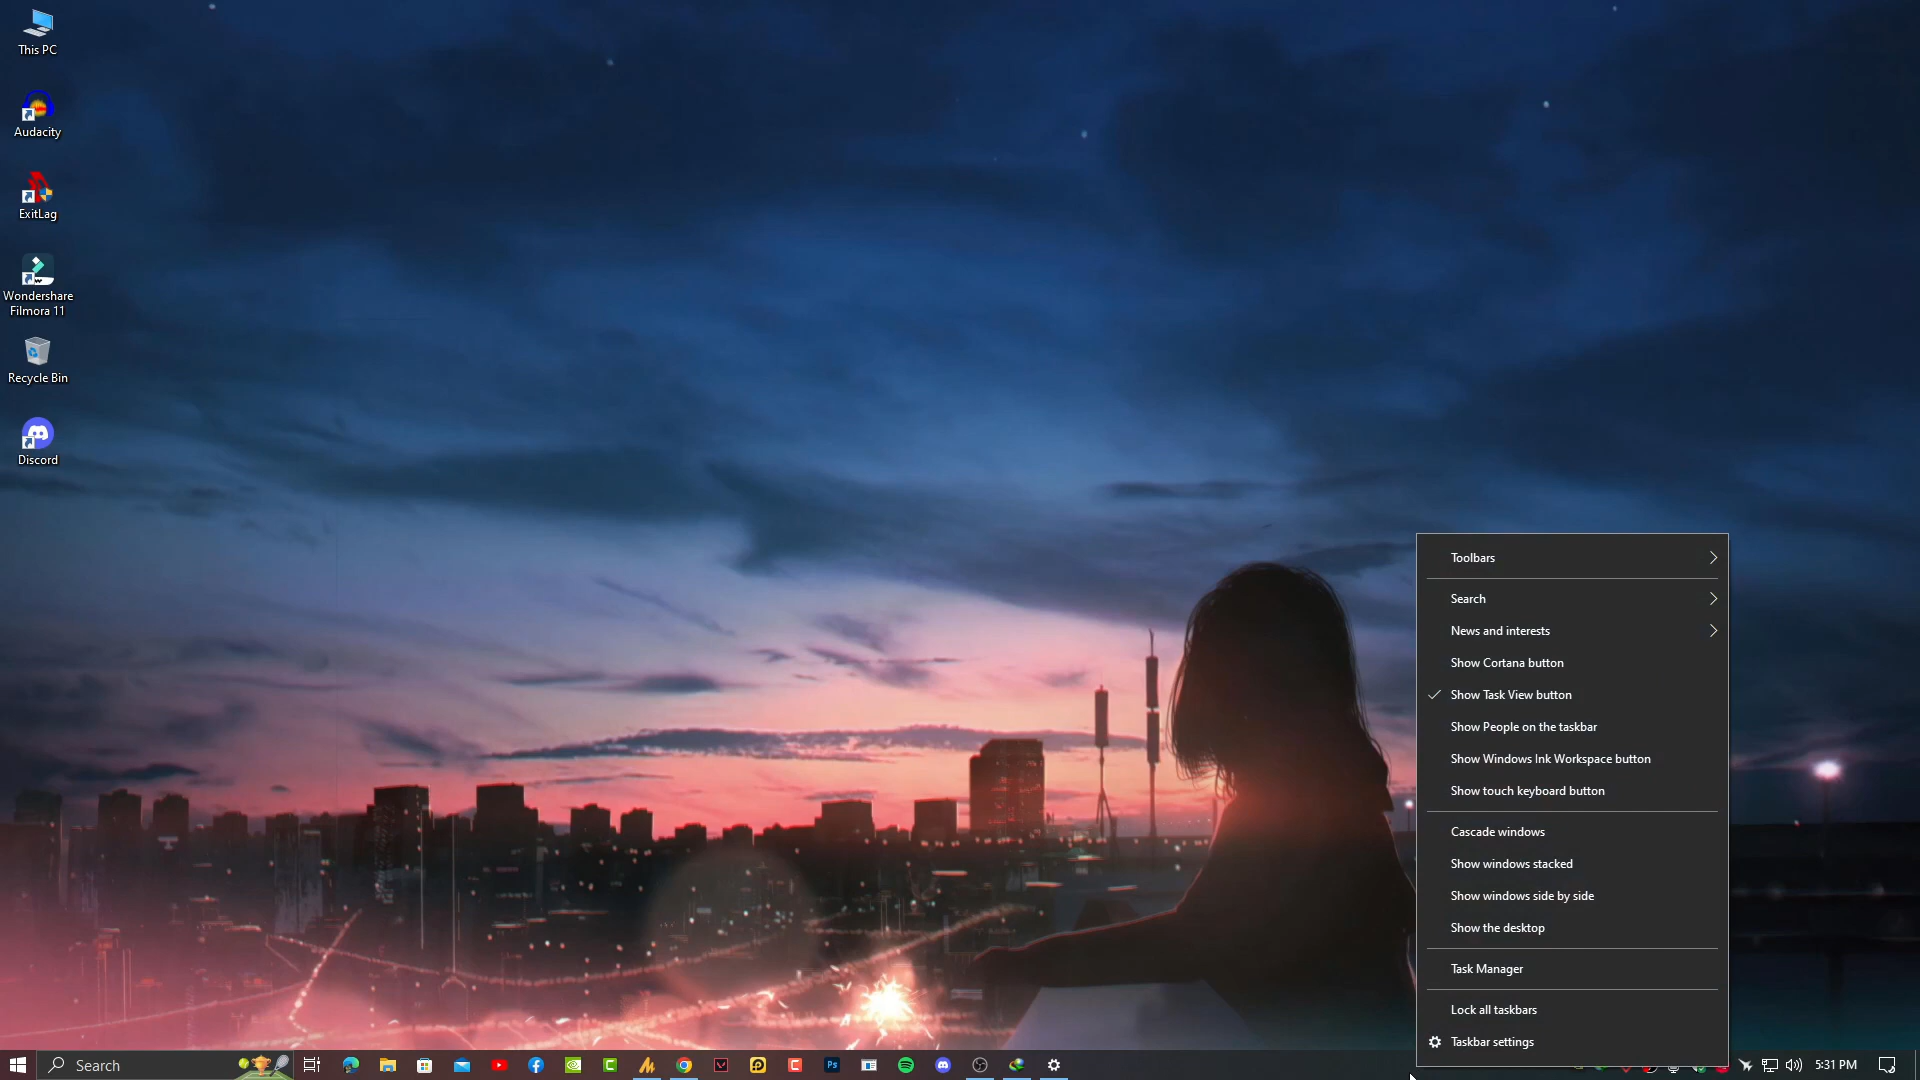 This PC
Audacity
ExitLag
Wondershare
Filmora 11
Recycle Bin
Discord
Toolbars
Search
News and interests
Show Cortana button
Show Task View button
Show People on the taskbar
Show Windows Ink Workspace button
Show touch keyboard button
Cascade windows
Show windows stacked
Show windows side by side
Show the desktop
Task Manager
Lock all taskbars
Taskbar settings
Search
Ps
5:31 PM